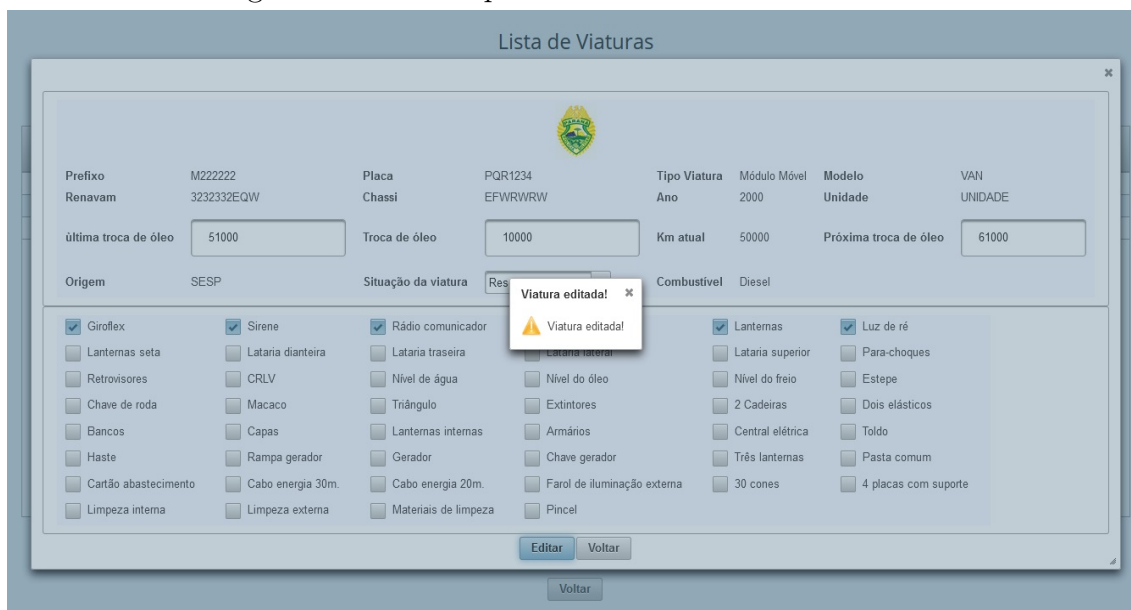 Lista de Viaturas
Prefixo M222222 Placa PQR1234 Tipo Viatura Módulo Móvel Modelo VAN
Renavam 3232332EQW Chassi EFWRWRW Ano 2000 Unidade UNIDADE
última troca de óleo 51000 Troca de óleo 10000 Km atual 50000 Próxima troca de óleo 61000
Origem SESP Situação da viatura Res Combustível Diesel
Viatura editada!
Viatura editada!
Giroflex Sirene Rádio comunicador Lanternas Luz de ré
Lanternas seta Lataria dianteira Lataria traseira Lataria lateral Lataria superior Para-choques
Retrovisores CRLV Nível de água Nível do óleo Nível do freio Estepe
Chave de roda Macaco Triângulo Extintores 2 Cadeiras Dois elásticos
Bancos Capas Lanternas internas Armários Central elétrica Toldo
Haste Rampa gerador Gerador Chave gerador Três lanternas Pasta comum
Cartão abastecimento Cabo energia 30m. Cabo energia 20m. Farol de iluminação externa 30 cones 4 placas com suporte
Limpeza interna Limpeza externa Materiais de limpeza Pincel
Editar Voltar
Voltar